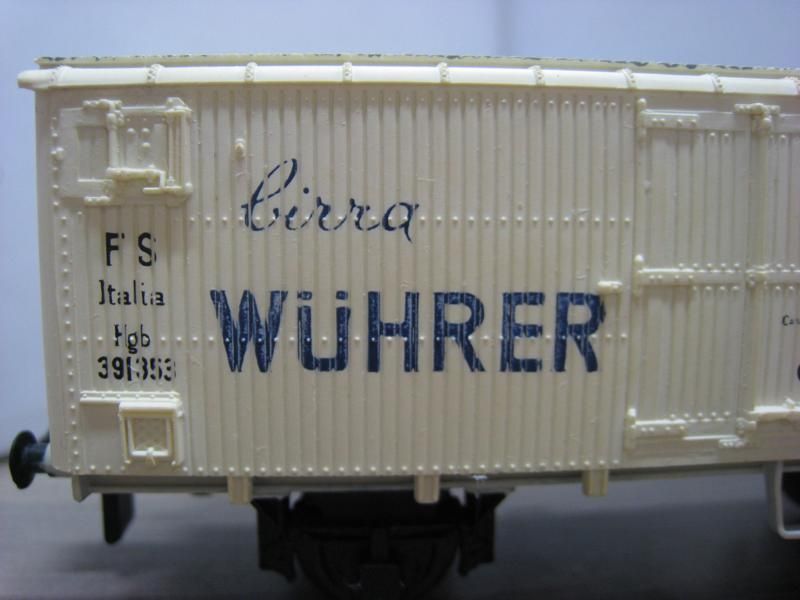 birra
WüHRER
FS
Italia
Hgb
391353